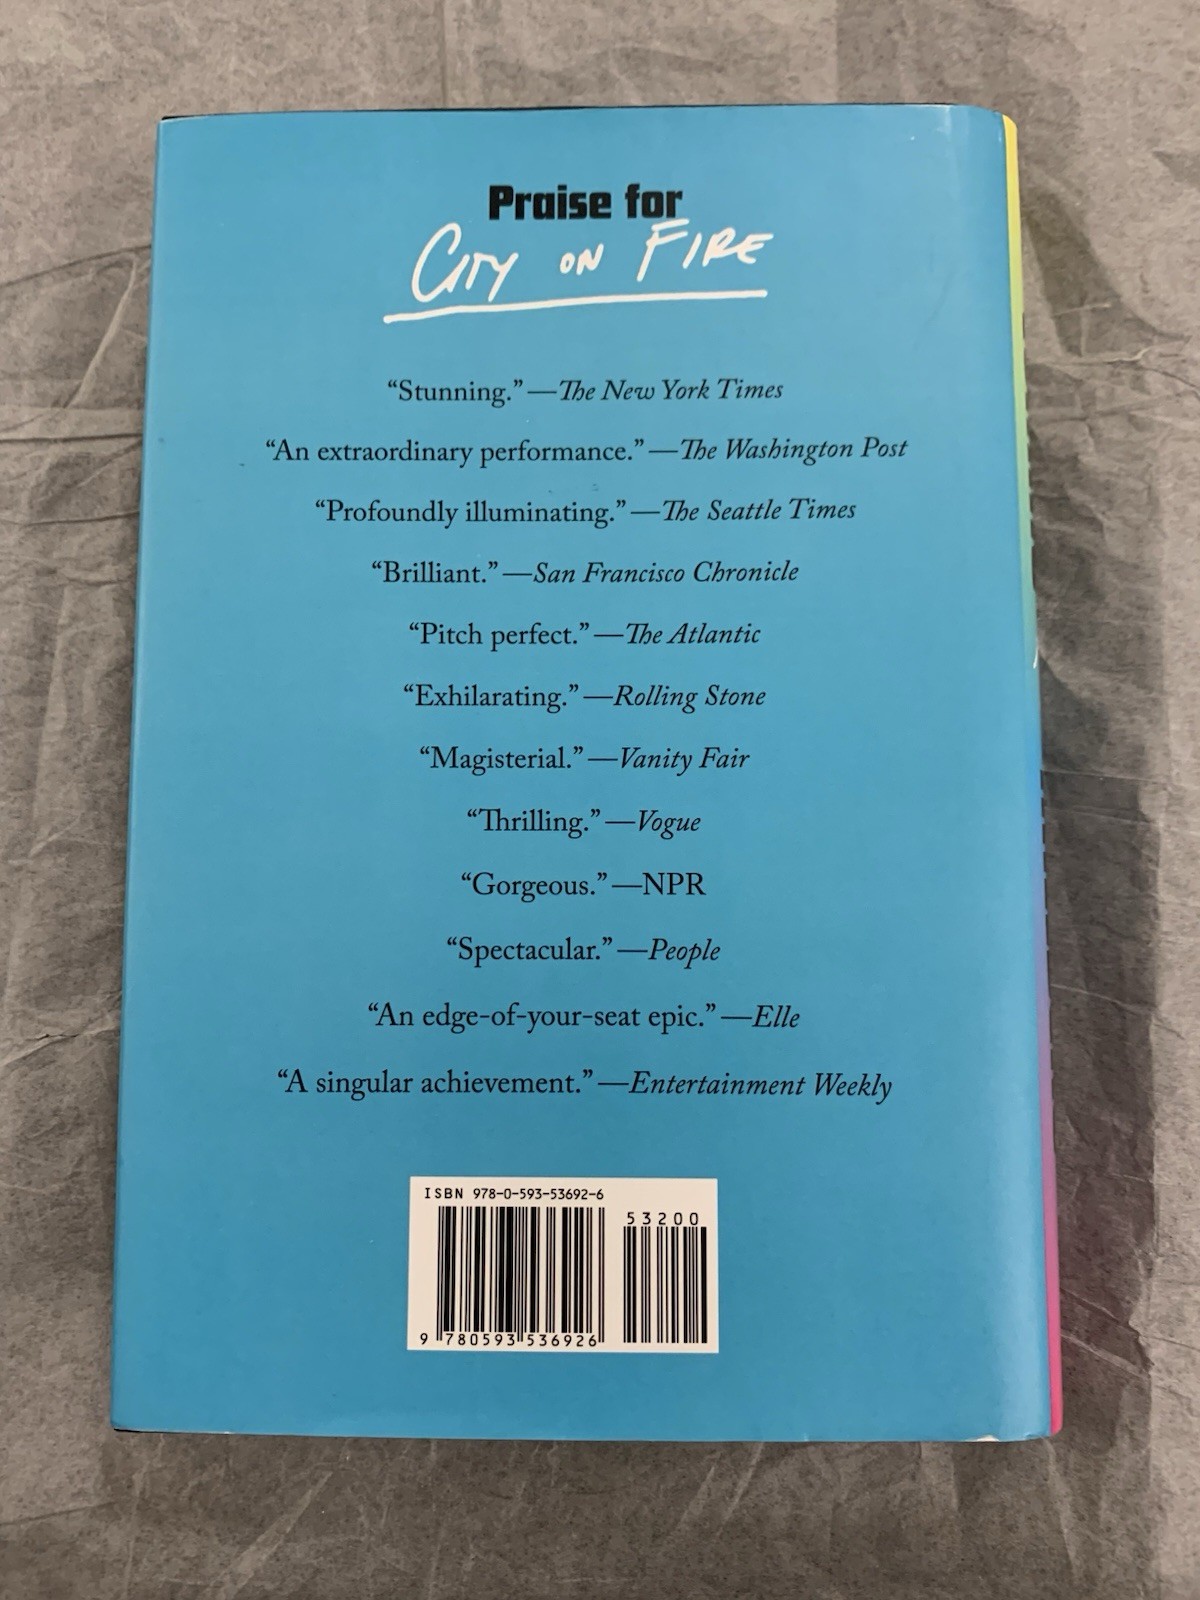 Praise for
CITY ON FIRE
“Stunning.” —The New York Times
“An extraordinary performance.” —The Washington Post
“Profoundly illuminating.” —The Seattle Times
“Brilliant.” —San Francisco Chronicle
“Pitch perfect.” —The Atlantic
“Exhilarating.” —Rolling Stone
“Magisterial.” —Vanity Fair
“Thrilling.” —Vogue
“Gorgeous.” —NPR
“Spectacular.” —People
“An edge-of-your-seat epic.” —Elle
“A singular achievement.” —Entertainment Weekly
ISBN 978-0-593-53692-6
53200
9 780593 536926